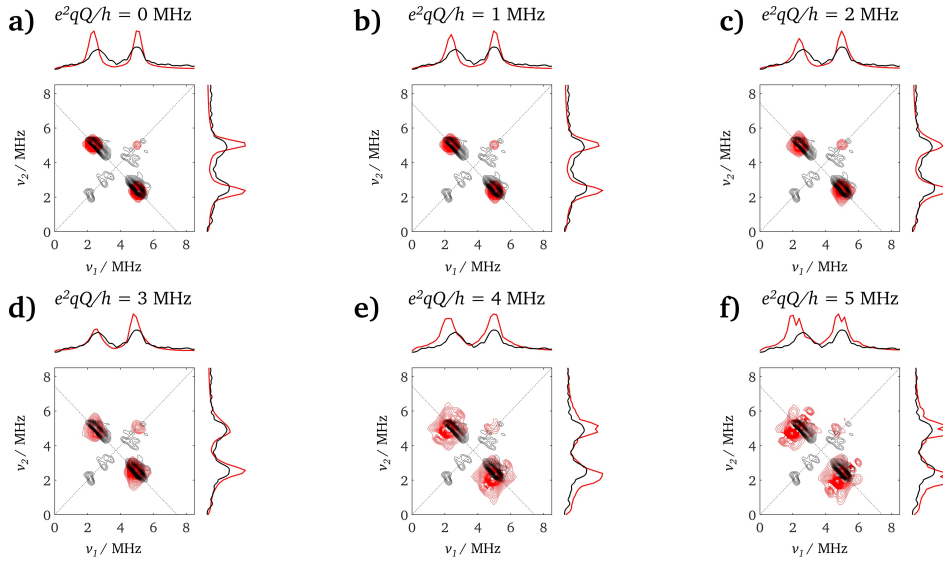 a) e²qQ/h = 0 MHz
b) e²qQ/h = 1 MHz
c) e²qQ/h = 2 MHz
8
6
4
2
0
ν₂ / MHz
0 2 4 6 8
ν₁ / MHz
8
6
4
2
0
ν₂ / MHz
0 2 4 6 8
ν₁ / MHz
8
6
4
2
0
ν₂ / MHz
0 2 4 6 8
ν₁ / MHz
d) e²qQ/h = 3 MHz
e) e²qQ/h = 4 MHz
f) e²qQ/h = 5 MHz
8
6
4
2
0
ν₂ / MHz
0 2 4 6 8
ν₁ / MHz
8
6
4
2
0
ν₂ / MHz
0 2 4 6 8
ν₁ / MHz
8
6
4
2
0
ν₂ / MHz
0 2 4 6 8
ν₁ / MHz